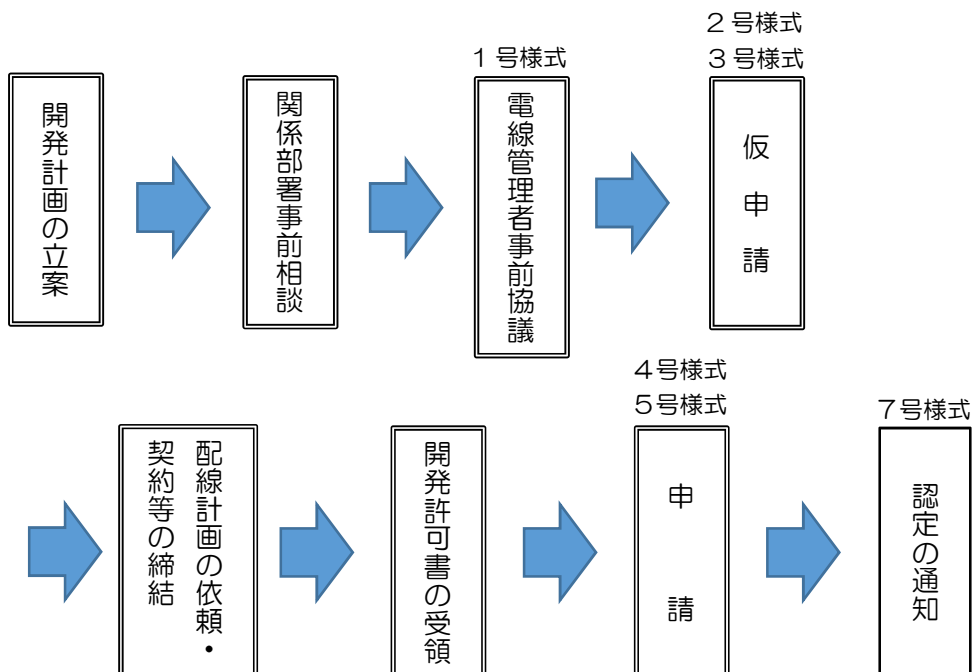 開発計画の立案
関係部署事前相談
1号様式
電線管理者事前協議
2号様式
3号様式
仮申請
配線計画の依頼・
契約等の締結
開発許可書の受領
4号様式
5号様式
申請
7号様式
認定の通知